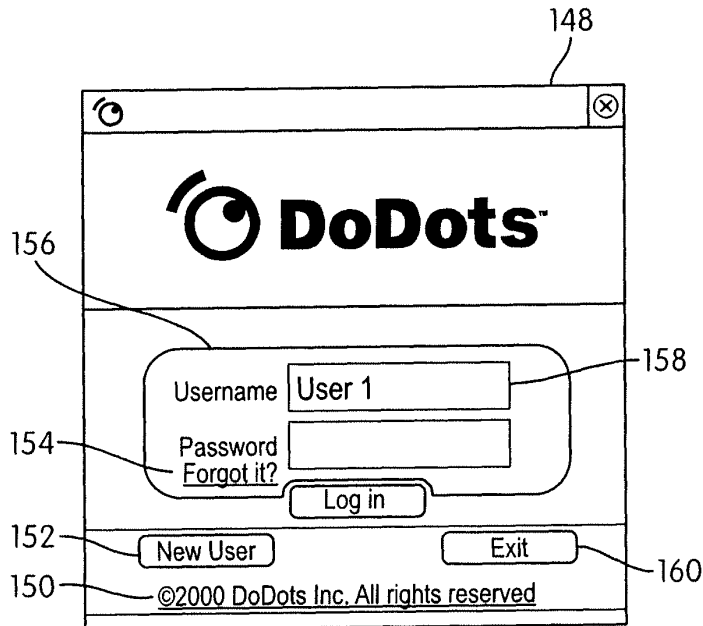 148
DoDots™
156
Username User 1 158
154 Password
Forgot it?
Log in
152 New User Exit 160
150 ©2000 DoDots Inc. All rights reserved